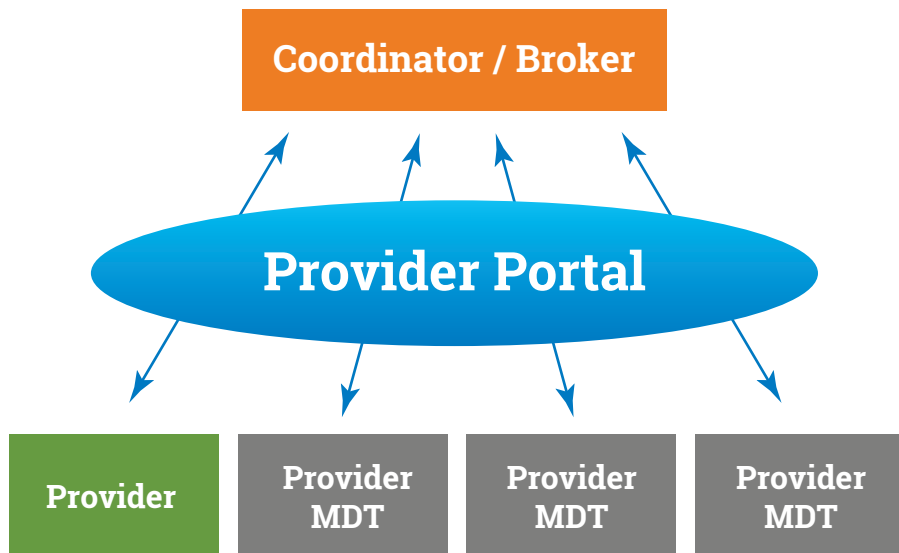 Coordinator / Broker
Provider Portal
Provider
Provider
MDT
Provider
MDT
Provider
MDT